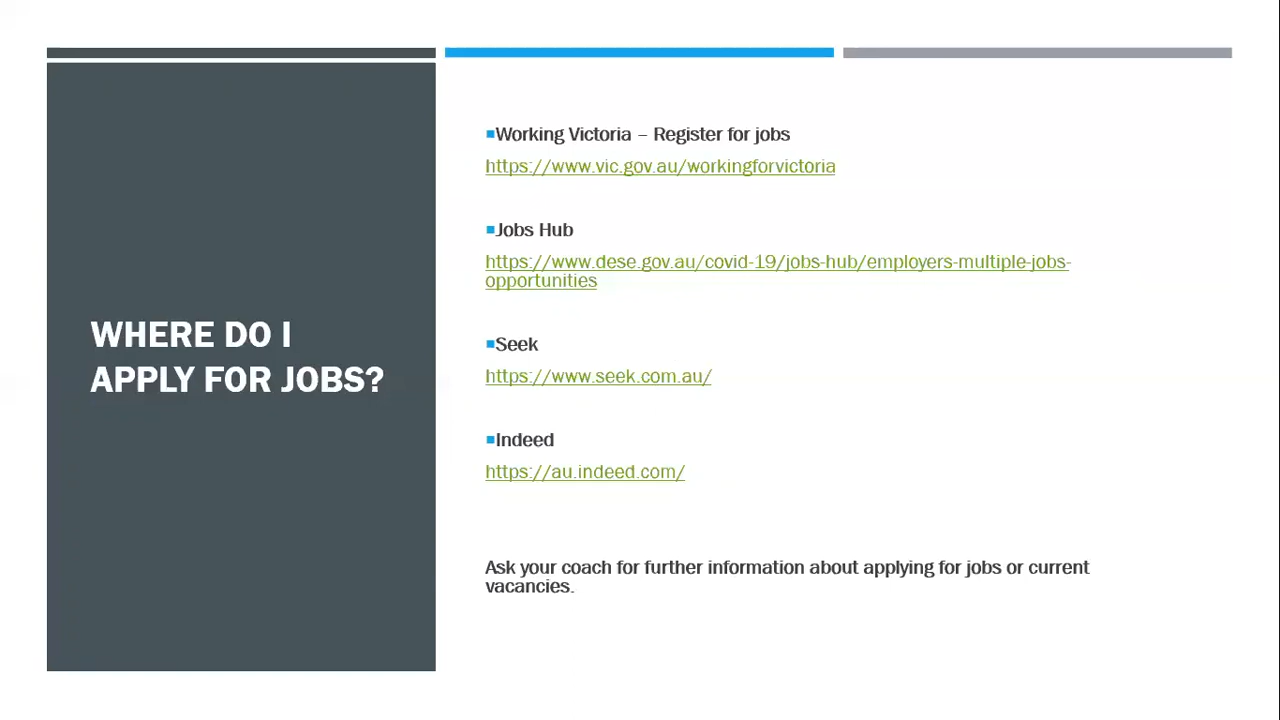 WHERE DO I
APPLY FOR JOBS?
▪Working Victoria – Register for jobs
https://www.vic.gov.au/workingforvictoria
▪Jobs Hub
https://www.dese.gov.au/covid-19/jobs-hub/employers-multiple-jobs-
opportunities
▪Seek
https://www.seek.com.au/
▪Indeed
https://au.indeed.com/
Ask your coach for further information about applying for jobs or current
vacancies.